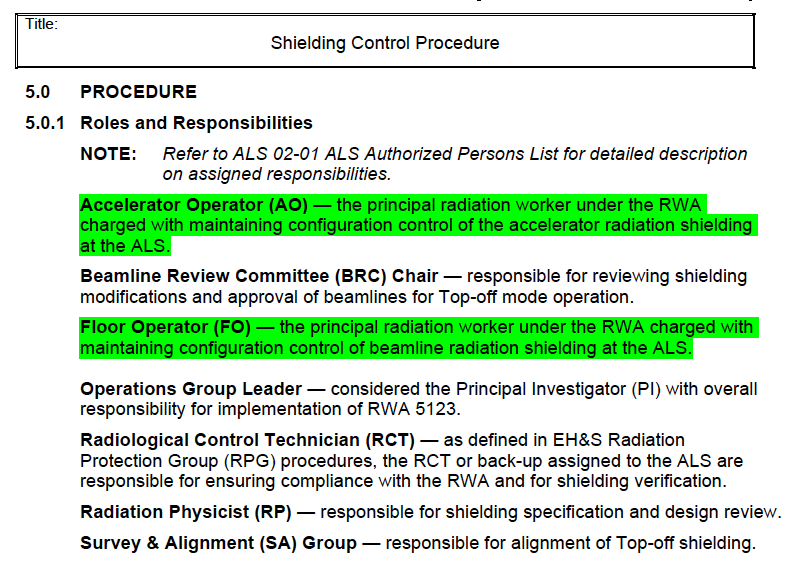 Title:
Shielding Control Procedure
5.0 PROCEDURE
5.0.1 Roles and Responsibilities
NOTE: Refer to ALS 02-01 ALS Authorized Persons List for detailed description
on assigned responsibilities.
Accelerator Operator (AO) — the principal radiation worker under the RWA
charged with maintaining configuration control of the accelerator radiation shielding
at the ALS.
Beamline Review Committee (BRC) Chair — responsible for reviewing shielding
modifications and approval of beamlines for Top-off mode operation.
Floor Operator (FO) — the principal radiation worker under the RWA charged with
maintaining configuration control of beamline radiation shielding at the ALS.
Operations Group Leader — considered the Principal Investigator (PI) with overall
responsibility for implementation of RWA 5123.
Radiological Control Technician (RCT) — as defined in EH&S Radiation
Protection Group (RPG) procedures, the RCT or back-up assigned to the ALS are
responsible for ensuring compliance with the RWA and for shielding verification.
Radiation Physicist (RP) — responsible for shielding specification and design review.
Survey & Alignment (SA) Group — responsible for alignment of Top-off shielding.